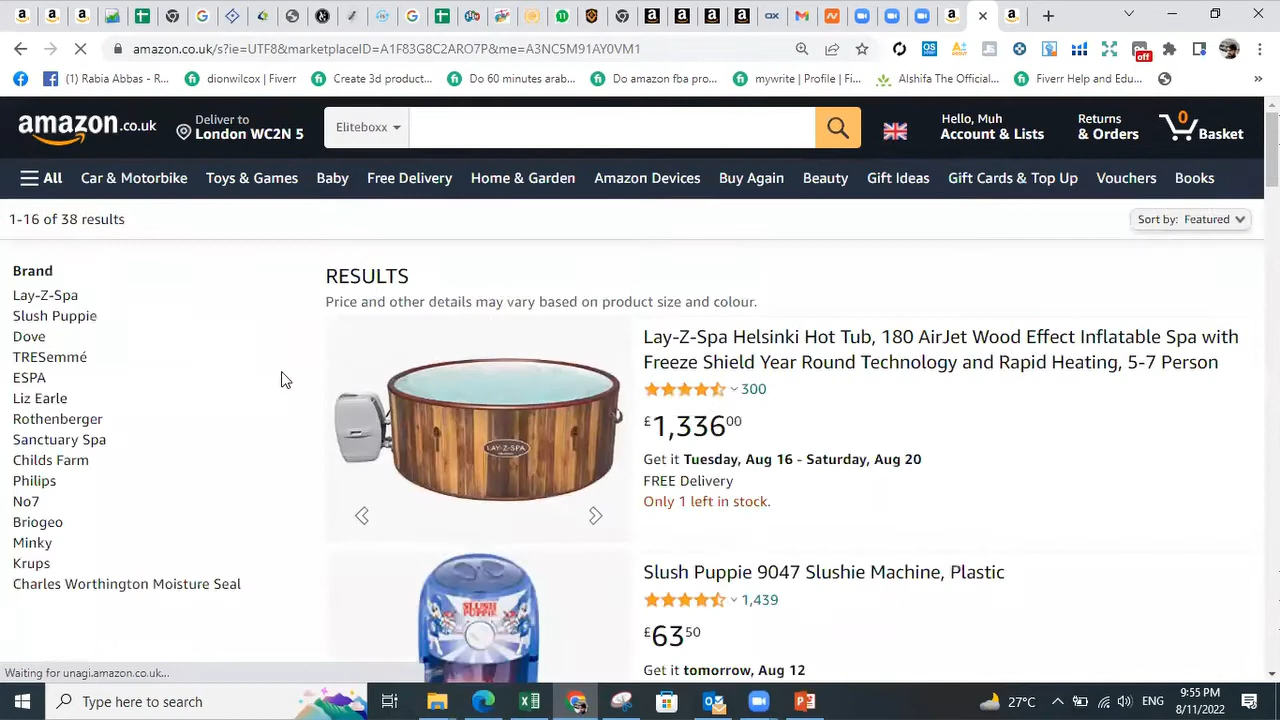 amazon.co.uk/s?ie=UTF8&marketplaceID=A1F83G8C2ARO7P&me=A3NC5M91AY0VM1
off
(1) Rabia Abbas - R...
dionwilcox | Fiverr
Create 3d product...
Do 60 minutes arab...
Do amazon fba pro...
mywrite | Profile | Fi...
Alshifa The Official...
Fiverr Help and Edu...
»
amazon.co.uk
Deliver to
London WC2N 5
Eliteboxx
Hello, Muh
Account & Lists
Returns
& Orders
0
Basket
All
Car & Motorbike
Toys & Games
Baby
Free Delivery
Home & Garden
Amazon Devices
Buy Again
Beauty
Gift Ideas
Gift Cards & Top Up
Vouchers
Books
1-16 of 38 results
Sort by: Featured
Brand
Lay-Z-Spa
Slush Puppie
Dove
TRESemmé
ESPA
Liz Earle
Rothenberger
Sanctuary Spa
Childs Farm
Philips
No7
Briogeo
Minky
Krups
Charles Worthington Moisture Seal
RESULTS
Price and other details may vary based on product size and colour.
LAY-Z-SPA
Lay-Z-Spa Helsinki Hot Tub, 180 AirJet Wood Effect Inflatable Spa with
Freeze Shield Year Round Technology and Rapid Heating, 5-7 Person
300
£1,336 00
Get it Tuesday, Aug 16 - Saturday, Aug 20
FREE Delivery
Only 1 left in stock.
SLUSH
PUPPIE
Slush Puppie 9047 Slushie Machine, Plastic
1,439
£63 50
Get it tomorrow, Aug 12
Waiting for unagi.amazon.co.uk...
Type here to search
27°C
ENG
9:55 PM
8/11/2022